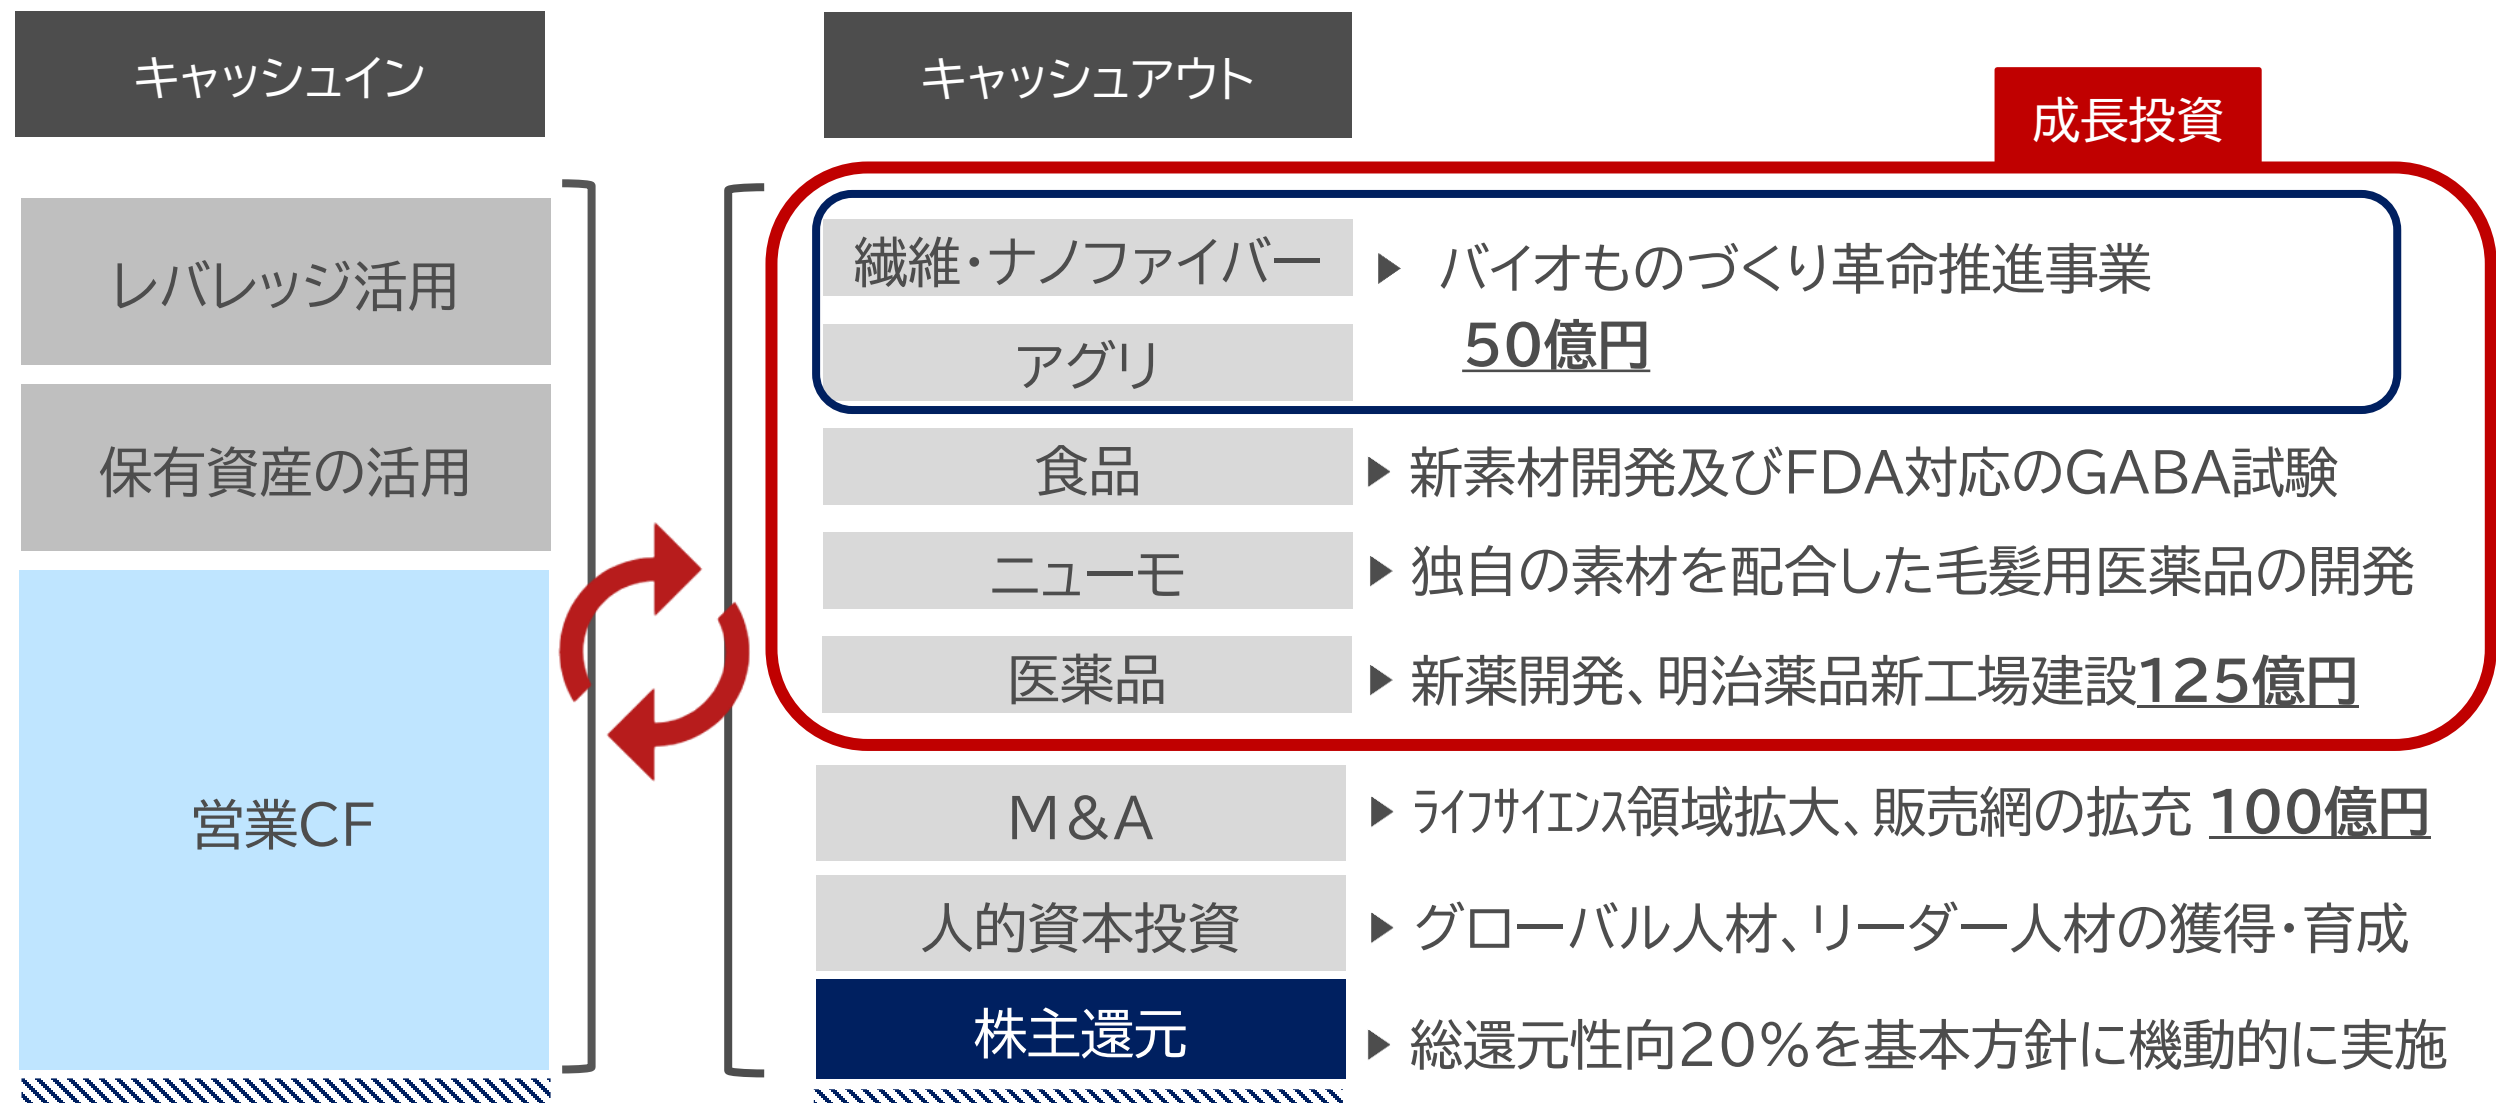 キャッシュイン
キャッシュアウト
成長投資
レバレッジ活用
保有資産の活用
営業CF
繊維・ナノファイバー
アグリ
▶バイオものづくり革命推進事業
50億円
食品
▶新素材開発及びFDA対応のGABA試験
ニューモ
▶独自の素材を配合した毛髪用医薬品の開発
医薬品
▶新薬開発、明治薬品新工場建設125億円
M&A
▶ライフサイエンス領域拡大、販売網の拡充 100億円
人的資本投資
▶グローバル人材、リーダー人材の獲得・育成
株主還元
▶総還元性向20%を基本方針に機動的に実施